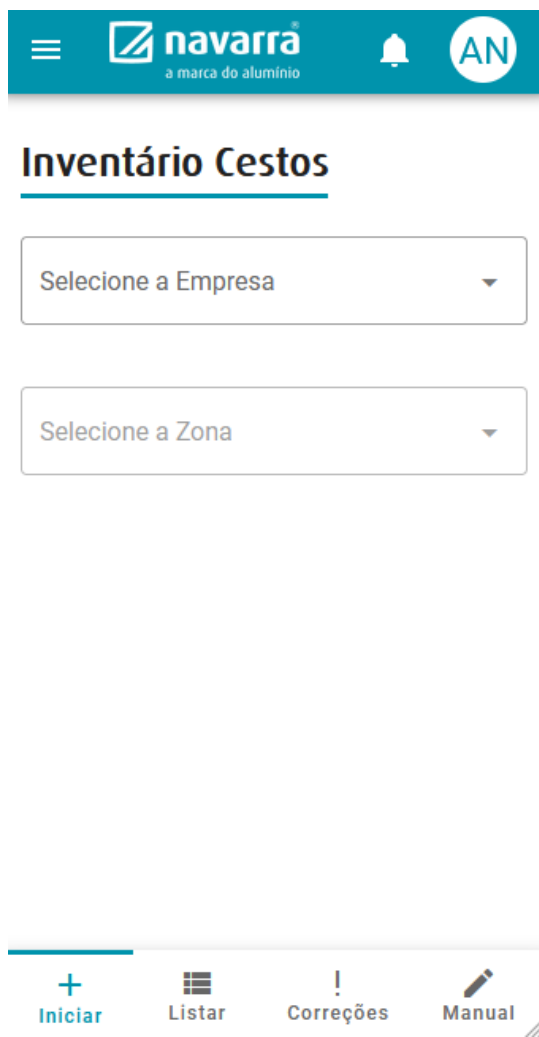 navarra®
a marca do alumínio
AN
Inventário Cestos
Selecione a Empresa
Selecione a Zona
Iniciar
Listar
Correções
Manual